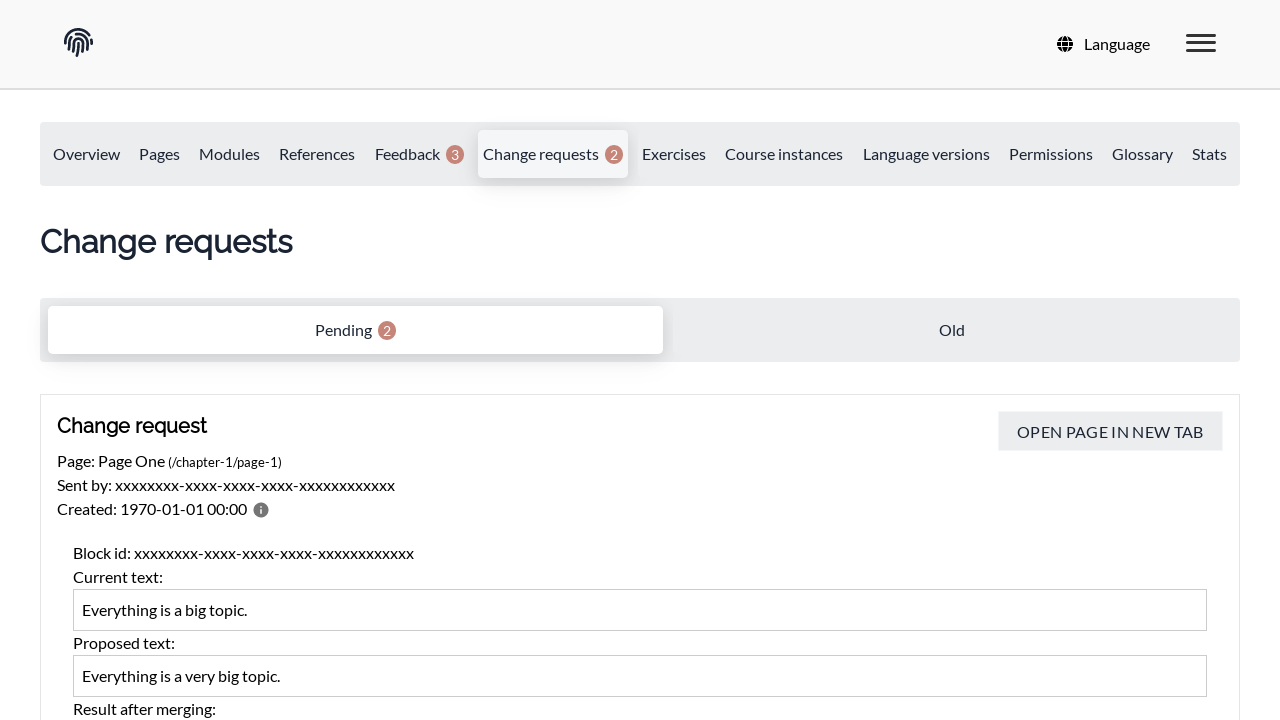 Language
Overview Pages Modules References Feedback 3 Change requests 2 Exercises Course instances Language versions Permissions Glossary Stats
Change requests
Pending 2 Old
Change request
OPEN PAGE IN NEW TAB
Page: Page One (/chapter-1/page-1)
Sent by: xxxxxxxx-xxxx-xxxx-xxxx-xxxxxxxxxxxx
Created: 1970-01-01 00:00
Block id: xxxxxxxx-xxxx-xxxx-xxxx-xxxxxxxxxxxx
Current text:
Everything is a big topic.
Proposed text:
Everything is a very big topic.
Result after merging: